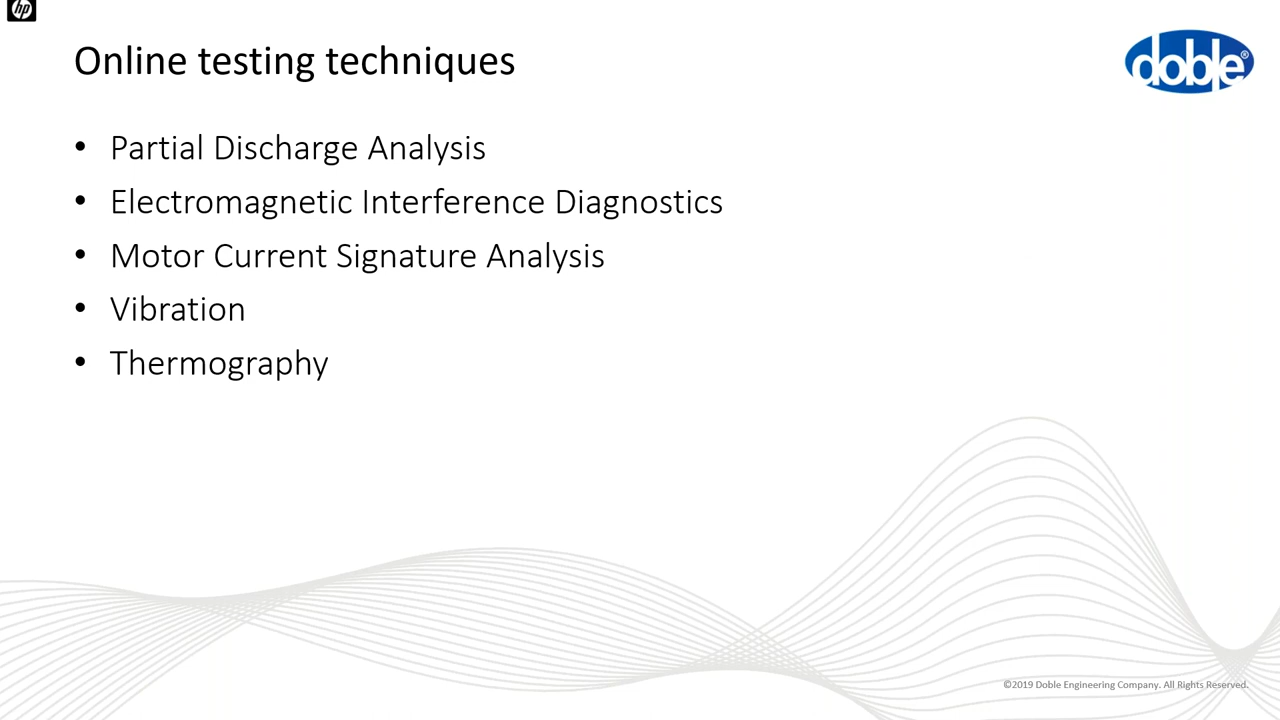 hp
Online testing techniques
doble®
• Partial Discharge Analysis
• Electromagnetic Interference Diagnostics
• Motor Current Signature Analysis
• Vibration
• Thermography
©2019 Doble Engineering Company. All Rights Reserved.